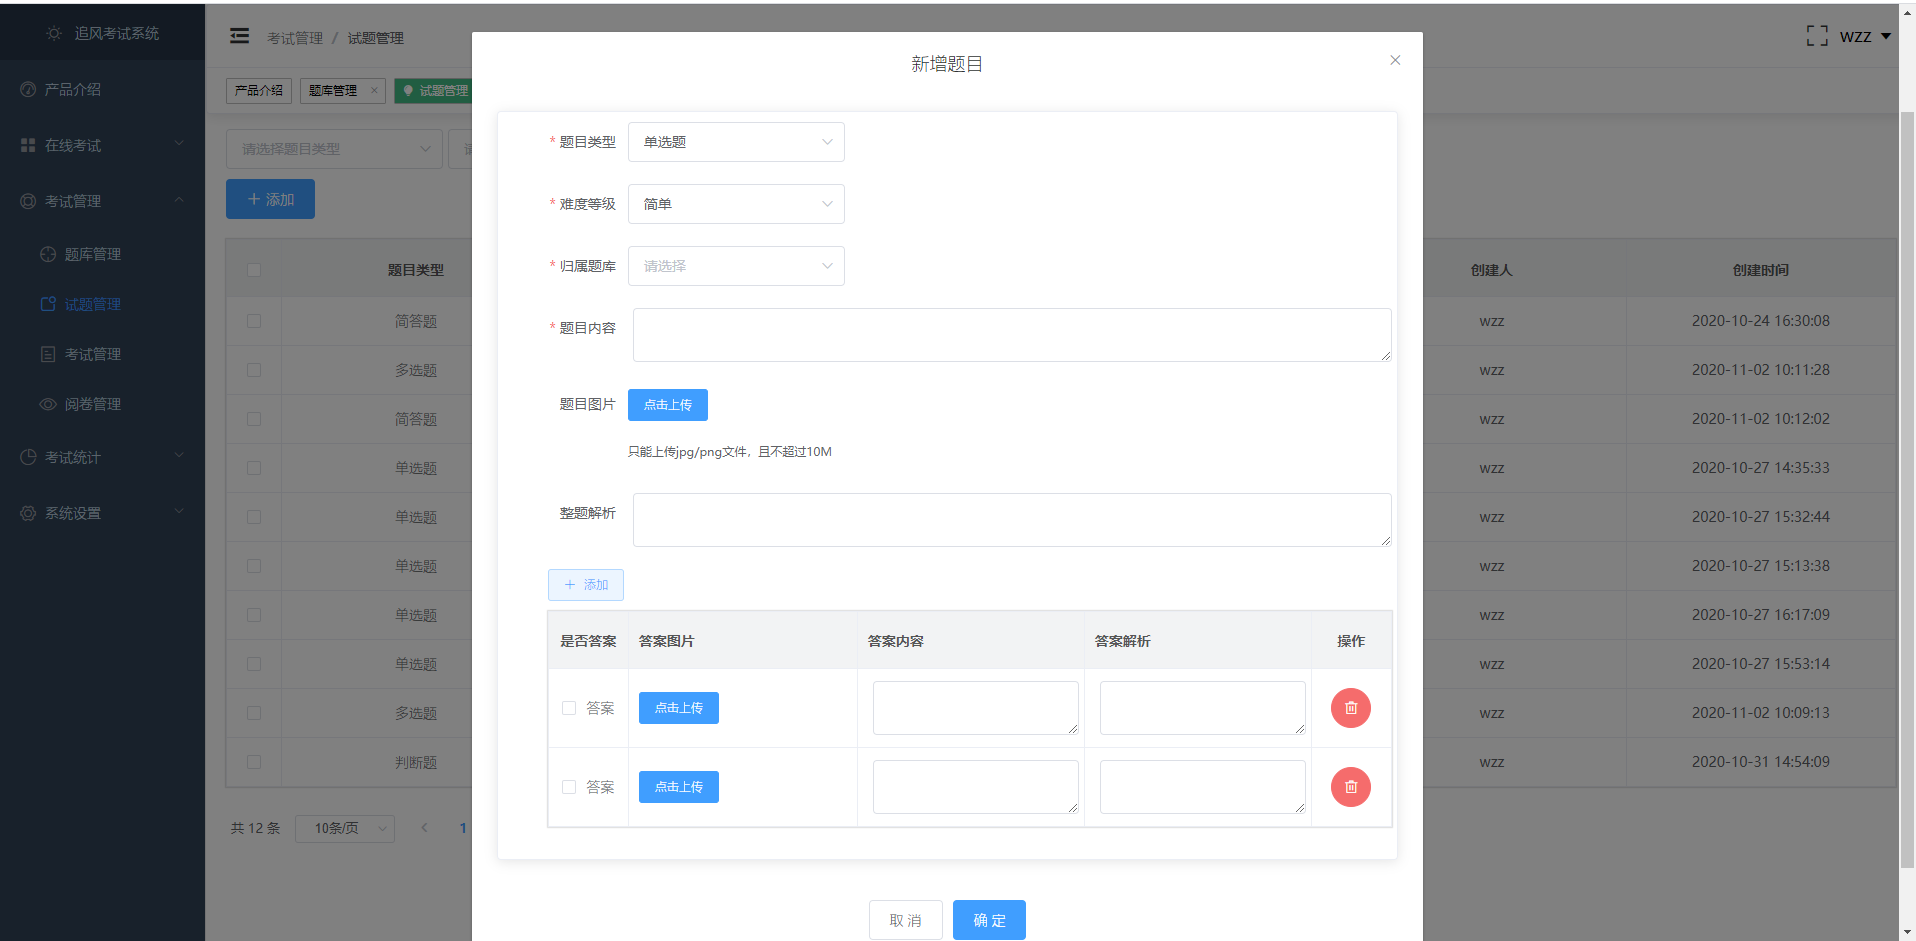 追风考试系统
产品介绍
在线考试
考试管理
题库管理
试题管理
考试管理
阅卷管理
考试统计
系统设置
考试管理 / 试题管理
wzz
产品介绍 题库管理 × 试题管理
请选择题目类型
+ 添加
题目类型 创建人 创建时间
简答题 wzz 2020-10-24 16:30:08
多选题 wzz 2020-11-02 10:11:28
简答题 wzz 2020-11-02 10:12:02
单选题 wzz 2020-10-27 14:35:33
单选题 wzz 2020-10-27 15:32:44
单选题 wzz 2020-10-27 15:13:38
单选题 wzz 2020-10-27 16:17:09
单选题 wzz 2020-10-27 15:53:14
多选题 wzz 2020-11-02 10:09:13
判断题 wzz 2020-10-31 14:54:09
共 12 条 10条/页 < 1
新增题目 ×
* 题目类型 单选题
* 难度等级 简单
* 归属题库 请选择
* 题目内容
题目图片 点击上传
只能上传jpg/png文件，且不超过10M
整题解析
+ 添加
是否答案 答案图片 答案内容 答案解析 操作
答案 点击上传
答案 点击上传
取 消 确 定